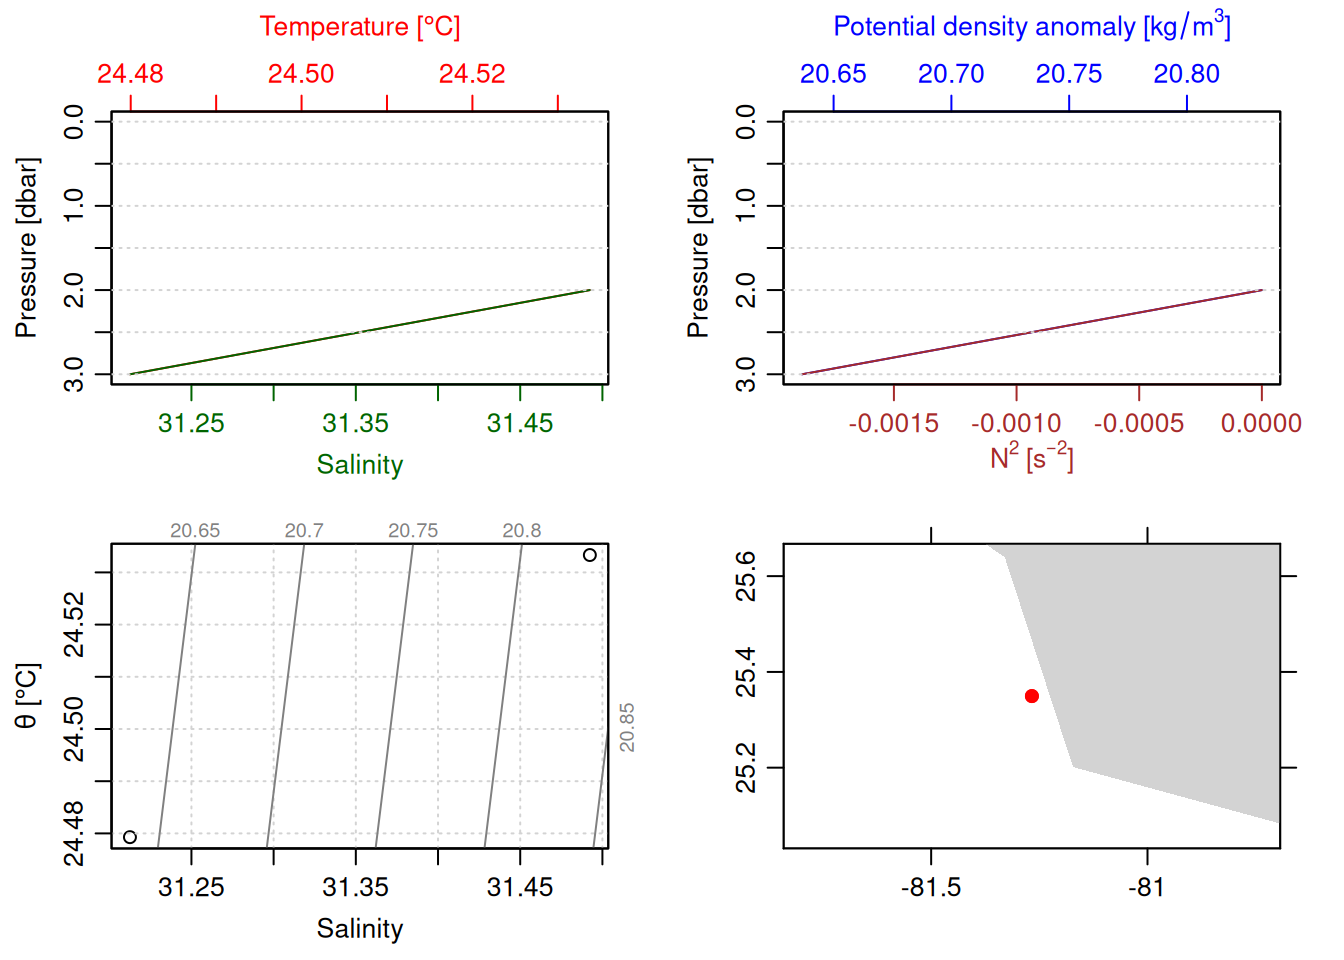 Temperature [°C]
24.48 24.50 24.52
Pressure [dbar]
0.0 1.0 2.0 3.0
31.25 31.35 31.45
Salinity
Potential density anomaly [kg/m³]
20.65 20.70 20.75 20.80
Pressure [dbar]
0.0 1.0 2.0 3.0
-0.0015 -0.0010 -0.0005 0.0000
N² [s⁻²]
20.65 20.7 20.75 20.8
20.85
θ [°C]
24.48 24.50 24.52
31.25 31.35 31.45
Salinity
25.2 25.4 25.6
-81.5 -81